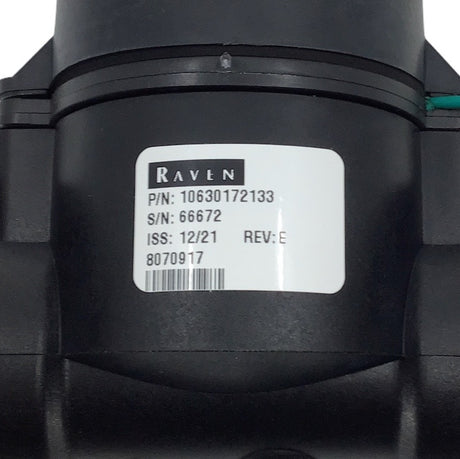 RAVEN
P/N: 10630172133
S/N: 66672
ISS: 12/21 REV: E
8070917